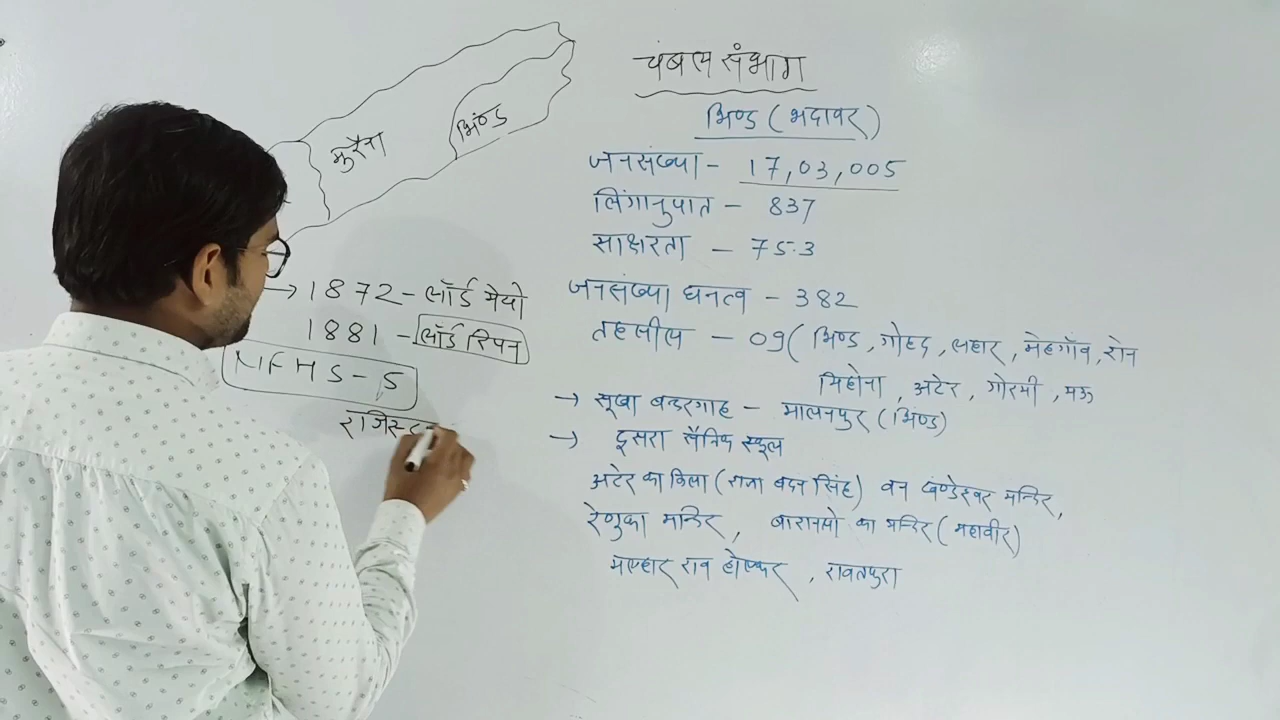 चंबल संभाग
भिण्ड (भदावर)
जनसंख्या - 17,03,005
लिंगानुपात - 837
साक्षरता - 75.3
जनसंख्या घनत्व - 382
तहसील - 09 (भिण्ड, गोहद, लहार, मेहगाँव, रोन
मिहोना, अटेर, गोरमी, मऊ
→ सूखा बन्दरगाह - मालनपुर (भिण्ड)
→ दूसरा सैनिक स्कूल
अटेर का किला (राजा बदन सिंह) वन खण्डेश्वर मन्दिर,
रेणुका मन्दिर, का मन्दिर (महावीर)
मल्हार राव होल्कर, रावतपुरा
मुरैना
भिंण्ड
→ 1872 - लॉर्ड मेयो
1881 - लॉर्ड रिपन
NFHS - 5